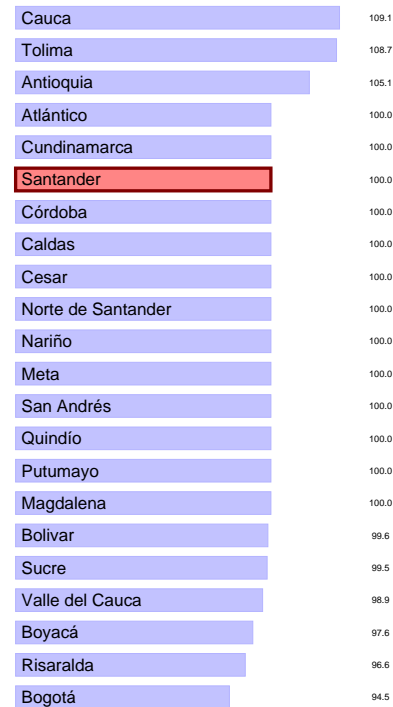 Cauca 109.1
Tolima 108.7
Antioquia 105.1
Atlántico 100.0
Cundinamarca 100.0
Santander 100.0
Córdoba 100.0
Caldas 100.0
Cesar 100.0
Norte de Santander 100.0
Nariño 100.0
Meta 100.0
San Andrés 100.0
Quindío 100.0
Putumayo 100.0
Magdalena 100.0
Bolivar 99.6
Sucre 99.5
Valle del Cauca 98.9
Boyacá 97.6
Risaralda 96.6
Bogotá 94.5